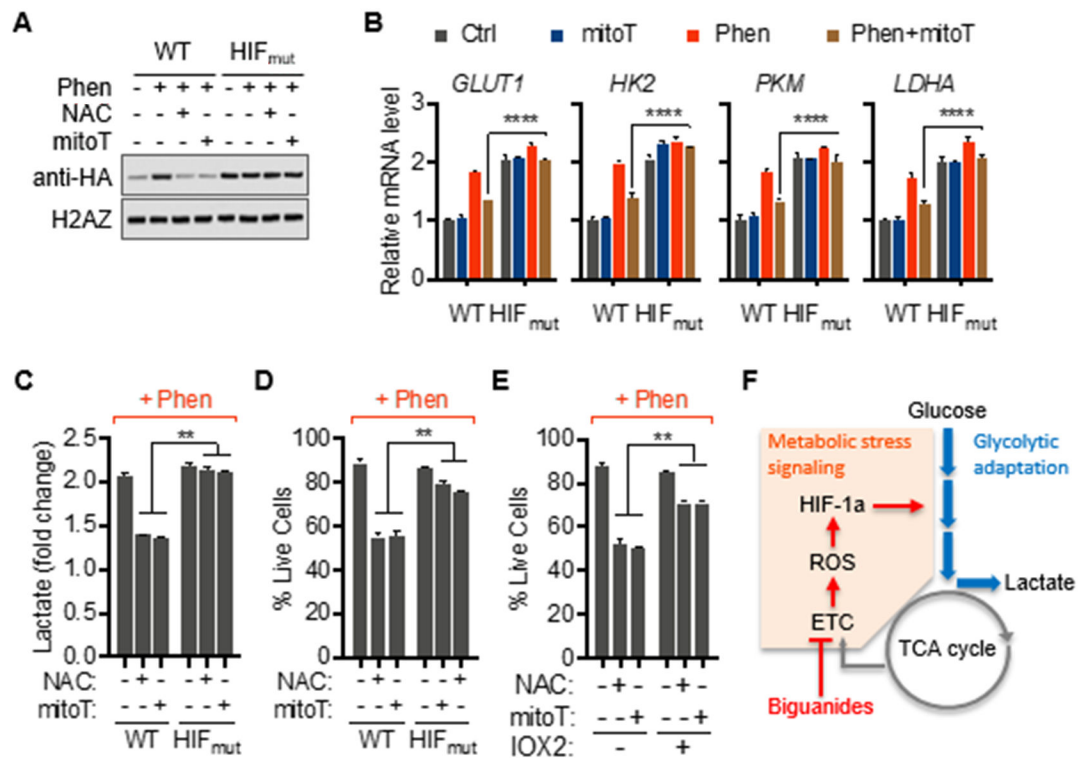 A
WT HIFmut
Phen - + + + - + + +
NAC + +
mitoT + +
anti-HA
H2AZ
B
Ctrl mitoT Phen Phen+mitoT
GLUT1 HK2 PKM LDHA
Relative mRNA level
3
2
1
0
**** **** **** ****
WT HIFmut WT HIFmut WT HIFmut WT HIFmut
C
+ Phen
Lactate (fold change)
2.5
2.0
1.5
1.0
0.5
0.0
**
NAC: - + - - + -
mitoT: - - + - - +
WT HIFmut
D
+ Phen
% Live Cells
100
80
60
40
20
0
**
NAC: - + - - - +
mitoT: - - + - + -
WT HIFmut
E
+ Phen
% Live Cells
100
80
60
40
20
0
**
NAC: - + - - + -
mitoT: - - + - - +
IOX2: - +
F
Glucose
Metabolic stress
signaling
Glycolytic
adaptation
HIF-1a
ROS
Lactate
ETC
TCA cycle
Biguanides